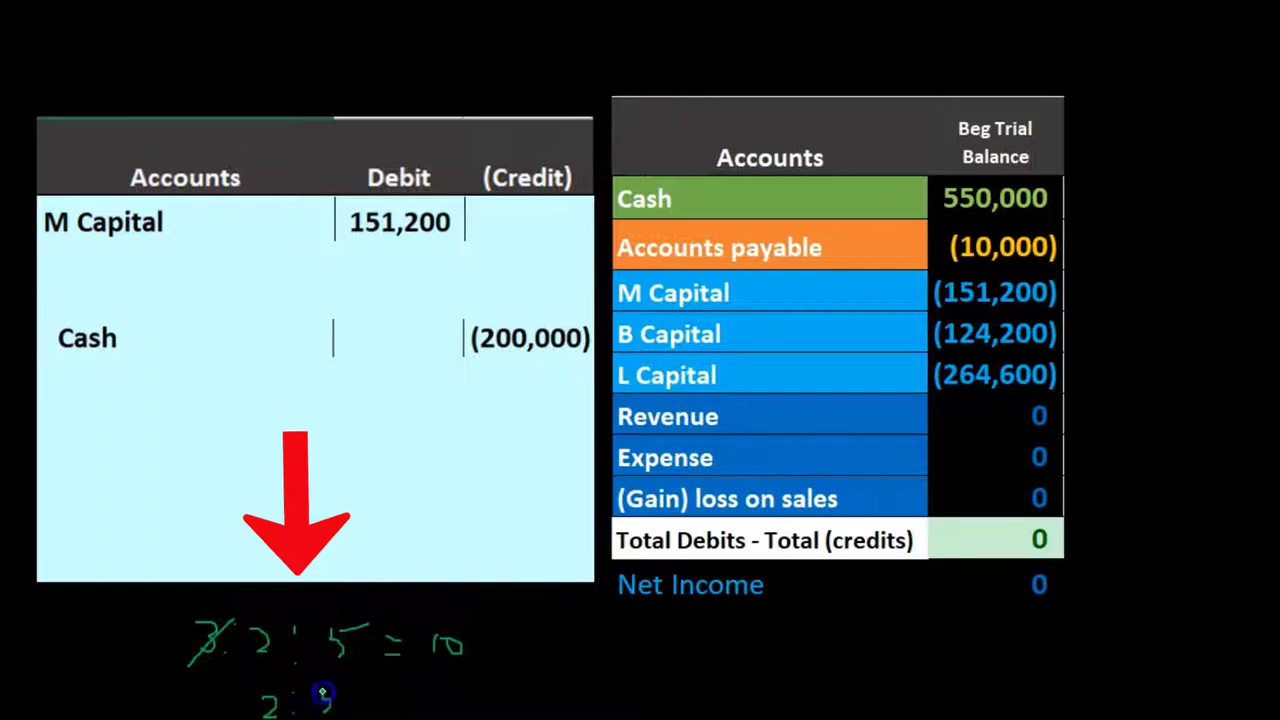 Accounts Debit (Credit)
M Capital 151,200
Cash (200,000)
Accounts Beg Trial Balance
Cash 550,000
Accounts payable (10,000)
M Capital (151,200)
B Capital (124,200)
L Capital (264,600)
Revenue 0
Expense 0
(Gain) loss on sales 0
Total Debits - Total (credits) 0
Net Income 0
3: 2 : 5 = 10
2 :